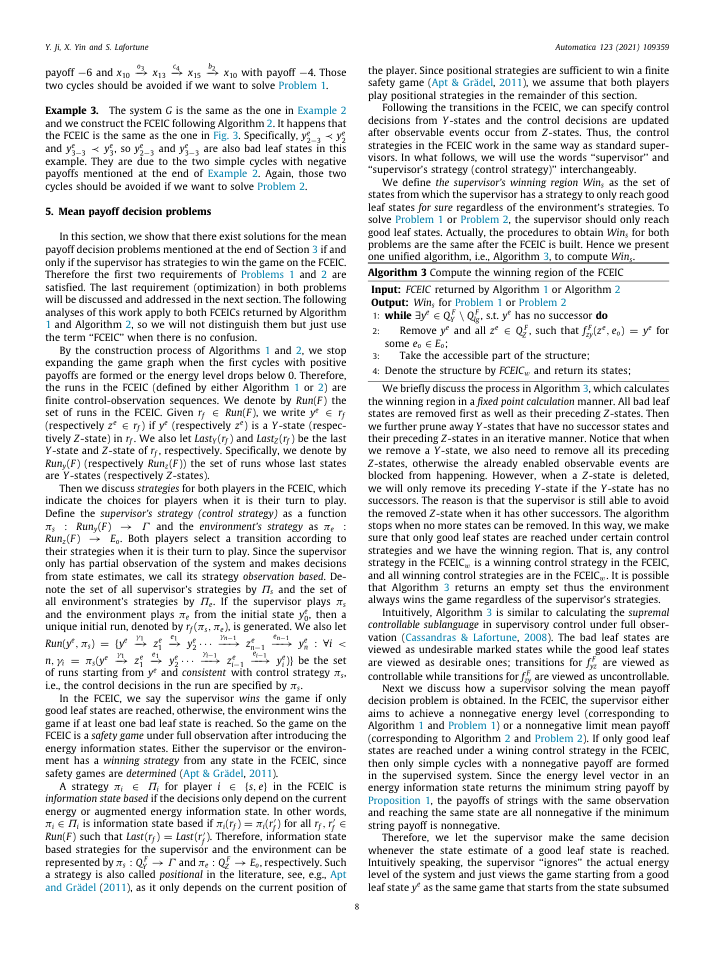 Y. Ji, X. Yin and S. Lafortune
Automatica 123 (2021) 109359
payoff −6 and x₁₀ →(o₃) x₁₃ →(c₄) x₁₅ →(b₂) x₁₀ with payoff −4. Those
two cycles should be avoided if we want to solve Problem 1.
Example 3. The system G is the same as the one in Example 2
and we construct the FCEIC following Algorithm 2. It happens that
the FCEIC is the same as the one in Fig. 3. Specifically, yᵉ₂₋₃ ≺ yᵉ₂
and yᵉ₃₋₃ ≺ yᵉ₃, so yᵉ₂₋₃ and yᵉ₃₋₃ are also bad leaf states in this
example. They are due to the two simple cycles with negative
payoffs mentioned at the end of Example 2. Again, those two
cycles should be avoided if we want to solve Problem 2.
5. Mean payoff decision problems
In this section, we show that there exist solutions for the mean
payoff decision problems mentioned at the end of Section 3 if and
only if the supervisor has strategies to win the game on the FCEIC.
Therefore the first two requirements of Problems 1 and 2 are
satisfied. The last requirement (optimization) in both problems
will be discussed and addressed in the next section. The following
analyses of this work apply to both FCEICs returned by Algorithm
1 and Algorithm 2, so we will not distinguish them but just use
the term "FCEIC" when there is no confusion.
By the construction process of Algorithms 1 and 2, we stop
expanding the game graph when the first cycles with positive
payoffs are formed or the energy level drops below 0. Therefore,
the runs in the FCEIC (defined by either Algorithm 1 or 2) are
finite control-observation sequences. We denote by Run(F) the
set of runs in the FCEIC. Given r_f ∈ Run(F), we write yᵉ ∈ r_f
(respectively zᵉ ∈ r_f) if yᵉ (respectively zᵉ) is a Y-state (respec-
tively Z-state) in r_f. We also let Last_Y(r_f) and Last_Z(r_f) be the last
Y-state and Z-state of r_f, respectively. Specifically, we denote by
Run_y(F) (respectively Run_z(F)) the set of runs whose last states
are Y-states (respectively Z-states).
Then we discuss strategies for both players in the FCEIC, which
indicate the choices for players when it is their turn to play.
Define the supervisor's strategy (control strategy) as a function
π_s : Run_y(F) → Γ and the environment's strategy as π_e :
Run_z(F) → E_o. Both players select a transition according to
their strategies when it is their turn to play. Since the supervisor
only has partial observation of the system and makes decisions
from state estimates, we call its strategy observation based. De-
note the set of all supervisor's strategies by Π_s and the set of
all environment's strategies by Π_e. If the supervisor plays π_s
and the environment plays π_e from the initial state yᵉ₀, then a
unique initial run, denoted by r_f(π_s, π_e), is generated. We also let
Run(yᵉ, π_s) = {yᵉ →(γ₁) zᵉ₁ →(e₁) yᵉ₂ ⋯ →(γₙ₋₁) zᵉₙ₋₁ →(eₙ₋₁) yᵉₙ : ∀i <
n, γᵢ = π_s(yᵉ →(γ₁) zᵉ₁ →(e₁) yᵉ₂ ⋯ →(γᵢ₋₁) zᵉᵢ₋₁ →(eᵢ₋₁) yᵉᵢ)} be the set
of runs starting from yᵉ and consistent with control strategy π_s,
i.e., the control decisions in the run are specified by π_s.
In the FCEIC, we say the supervisor wins the game if only
good leaf states are reached, otherwise, the environment wins the
game if at least one bad leaf state is reached. So the game on the
FCEIC is a safety game under full observation after introducing the
energy information states. Either the supervisor or the environ-
ment has a winning strategy from any state in the FCEIC, since
safety games are determined (Apt & Grädel, 2011).
A strategy πᵢ ∈ Πᵢ for player i ∈ {s, e} in the FCEIC is
information state based if the decisions only depend on the current
energy or augmented energy information state. In other words,
πᵢ ∈ Πᵢ is information state based if πᵢ(r_f) = πᵢ(r′_f) for all r_f, r′_f ∈
Run(F) such that Last(r_f) = Last(r′_f). Therefore, information state
based strategies for the supervisor and the environment can be
represented by π_s : Q^F_Y → Γ and π_e : Q^F_Z → E_o, respectively. Such
a strategy is also called positional in the literature, see, e.g., Apt
and Grädel (2011), as it only depends on the current position of
the player. Since positional strategies are sufficient to win a finite
safety game (Apt & Grädel, 2011), we assume that both players
play positional strategies in the remainder of this section.
Following the transitions in the FCEIC, we can specify control
decisions from Y-states and the control decisions are updated
after observable events occur from Z-states. Thus, the control
strategies in the FCEIC work in the same way as standard super-
visors. In what follows, we will use the words "supervisor" and
"supervisor's strategy (control strategy)" interchangeably.
We define the supervisor's winning region Win_s as the set of
states from which the supervisor has a strategy to only reach good
leaf states for sure regardless of the environment's strategies. To
solve Problem 1 or Problem 2, the supervisor should only reach
good leaf states. Actually, the procedures to obtain Win_s for both
problems are the same after the FCEIC is built. Hence we present
one unified algorithm, i.e., Algorithm 3, to compute Win_s.
Algorithm 3 Compute the winning region of the FCEIC
Input: FCEIC returned by Algorithm 1 or Algorithm 2
Output: Win_s for Problem 1 or Problem 2
1: while ∃yᵉ ∈ Q^F_Y \ Q^F_lg, s.t. yᵉ has no successor do
2: Remove yᵉ and all zᵉ ∈ Q^F_Z, such that f^F_zy(zᵉ, e_o) = yᵉ for
some e_o ∈ E_o;
3: Take the accessible part of the structure;
4: Denote the structure by FCEIC_w and return its states;
We briefly discuss the process in Algorithm 3, which calculates
the winning region in a fixed point calculation manner. All bad leaf
states are removed first as well as their preceding Z-states. Then
we further prune away Y-states that have no successor states and
their preceding Z-states in an iterative manner. Notice that when
we remove a Y-state, we also need to remove all its preceding
Z-states, otherwise the already enabled observable events are
blocked from happening. However, when a Z-state is deleted,
we will only remove its preceding Y-state if the Y-state has no
successors. The reason is that the supervisor is still able to avoid
the removed Z-state when it has other successors. The algorithm
stops when no more states can be removed. In this way, we make
sure that only good leaf states are reached under certain control
strategies and we have the winning region. That is, any control
strategy in the FCEIC_w is a winning control strategy in the FCEIC,
and all winning control strategies are in the FCEIC_w. It is possible
that Algorithm 3 returns an empty set thus the environment
always wins the game regardless of the supervisor's strategies.
Intuitively, Algorithm 3 is similar to calculating the supremal
controllable sublanguage in supervisory control under full obser-
vation (Cassandras & Lafortune, 2008). The bad leaf states are
viewed as undesirable marked states while the good leaf states
are viewed as desirable ones; transitions for f^F_yz are viewed as
controllable while transitions for f^F_zy are viewed as uncontrollable.
Next we discuss how a supervisor solving the mean payoff
decision problem is obtained. In the FCEIC, the supervisor either
aims to achieve a nonnegative energy level (corresponding to
Algorithm 1 and Problem 1) or a nonnegative limit mean payoff
(corresponding to Algorithm 2 and Problem 2). If only good leaf
states are reached under a wining control strategy in the FCEIC,
then only simple cycles with a nonnegative payoff are formed
in the supervised system. Since the energy level vector in an
energy information state returns the minimum string payoff by
Proposition 1, the payoffs of strings with the same observation
and reaching the same state are all nonnegative if the minimum
string payoff is nonnegative.
Therefore, we let the supervisor make the same decision
whenever the state estimate of a good leaf state is reached.
Intuitively speaking, the supervisor "ignores" the actual energy
level of the system and just views the game starting from a good
leaf state yᵉ as the same game that starts from the state subsumed
8